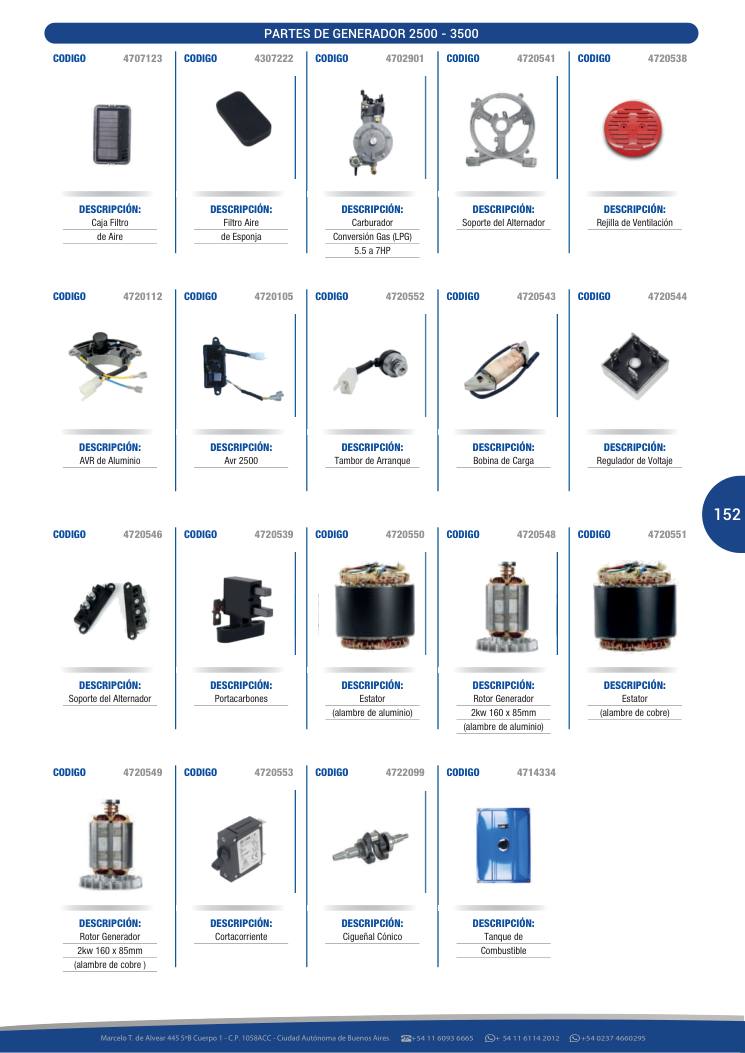 PARTES DE GENERADOR 2500 - 3500
CODIGO 4707123
DESCRIPCIÓN:
Caja Filtro
de Aire
CODIGO 4307222
DESCRIPCIÓN:
Filtro Aire
de Esponja
CODIGO 4702901
DESCRIPCIÓN:
Carburador
Conversión Gas (LPG)
5.5 a 7HP
CODIGO 4720541
DESCRIPCIÓN:
Soporte del Alternador
CODIGO 4720538
DESCRIPCIÓN:
Rejilla de Ventilación
CODIGO 4720112
DESCRIPCIÓN:
AVR de Aluminio
CODIGO 4720105
DESCRIPCIÓN:
Avr 2500
CODIGO 4720552
DESCRIPCIÓN:
Tambor de Arranque
CODIGO 4720543
DESCRIPCIÓN:
Bobina de Carga
CODIGO 4720544
DESCRIPCIÓN:
Regulador de Voltaje
152
CODIGO 4720546
DESCRIPCIÓN:
Soporte del Alternador
CODIGO 4720539
DESCRIPCIÓN:
Portacarbones
CODIGO 4720550
DESCRIPCIÓN:
Estator
(alambre de aluminio)
CODIGO 4720548
DESCRIPCIÓN:
Rotor Generador
2kw 160 x 85mm
(alambre de aluminio)
CODIGO 4720551
DESCRIPCIÓN:
Estator
(alambre de cobre)
CODIGO 4720549
DESCRIPCIÓN:
Rotor Generador
2kw 160 x 85mm
(alambre de cobre )
CODIGO 4720553
DESCRIPCIÓN:
Cortacorriente
CODIGO 4722099
DESCRIPCIÓN:
Cigueñal Cónico
CODIGO 4714334
DESCRIPCIÓN:
Tanque de
Combustible
Marcelo T. de Alvear 445 5ºB Cuerpo 1 - C.P. 1058ACC - Ciudad Autónoma de Buenos Aires +54 11 6093 6665 + 54 11 6114 2012 +54 0237 4660295